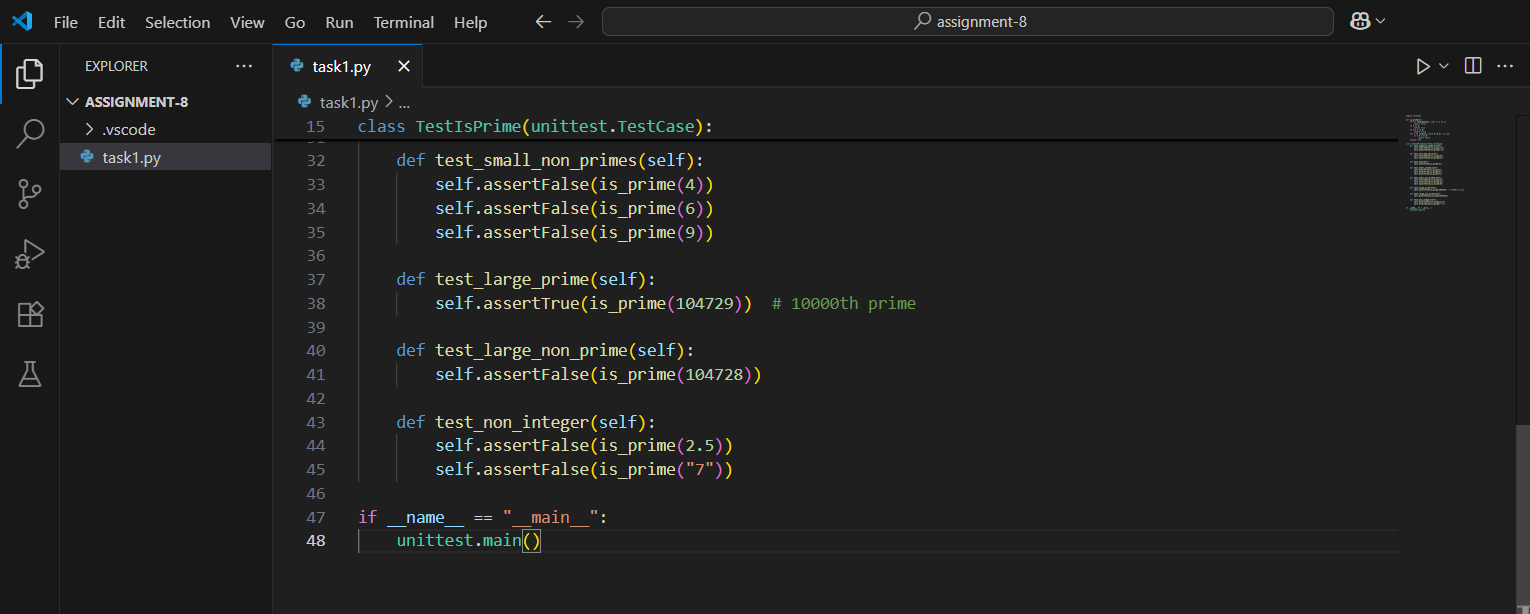 File Edit Selection View Go Run Terminal Help
assignment-8
EXPLORER
ASSIGNMENT-8
.vscode
task1.py
task1.py
task1.py > ...
15 class TestIsPrime(unittest.TestCase):
32 def test_small_non_primes(self):
33 self.assertFalse(is_prime(4))
34 self.assertFalse(is_prime(6))
35 self.assertFalse(is_prime(9))
36
37 def test_large_prime(self):
38 self.assertTrue(is_prime(104729)) # 10000th prime
39
40 def test_large_non_prime(self):
41 self.assertFalse(is_prime(104728))
42
43 def test_non_integer(self):
44 self.assertFalse(is_prime(2.5))
45 self.assertFalse(is_prime("7"))
46
47 if __name__ == "__main__":
48 unittest.main()